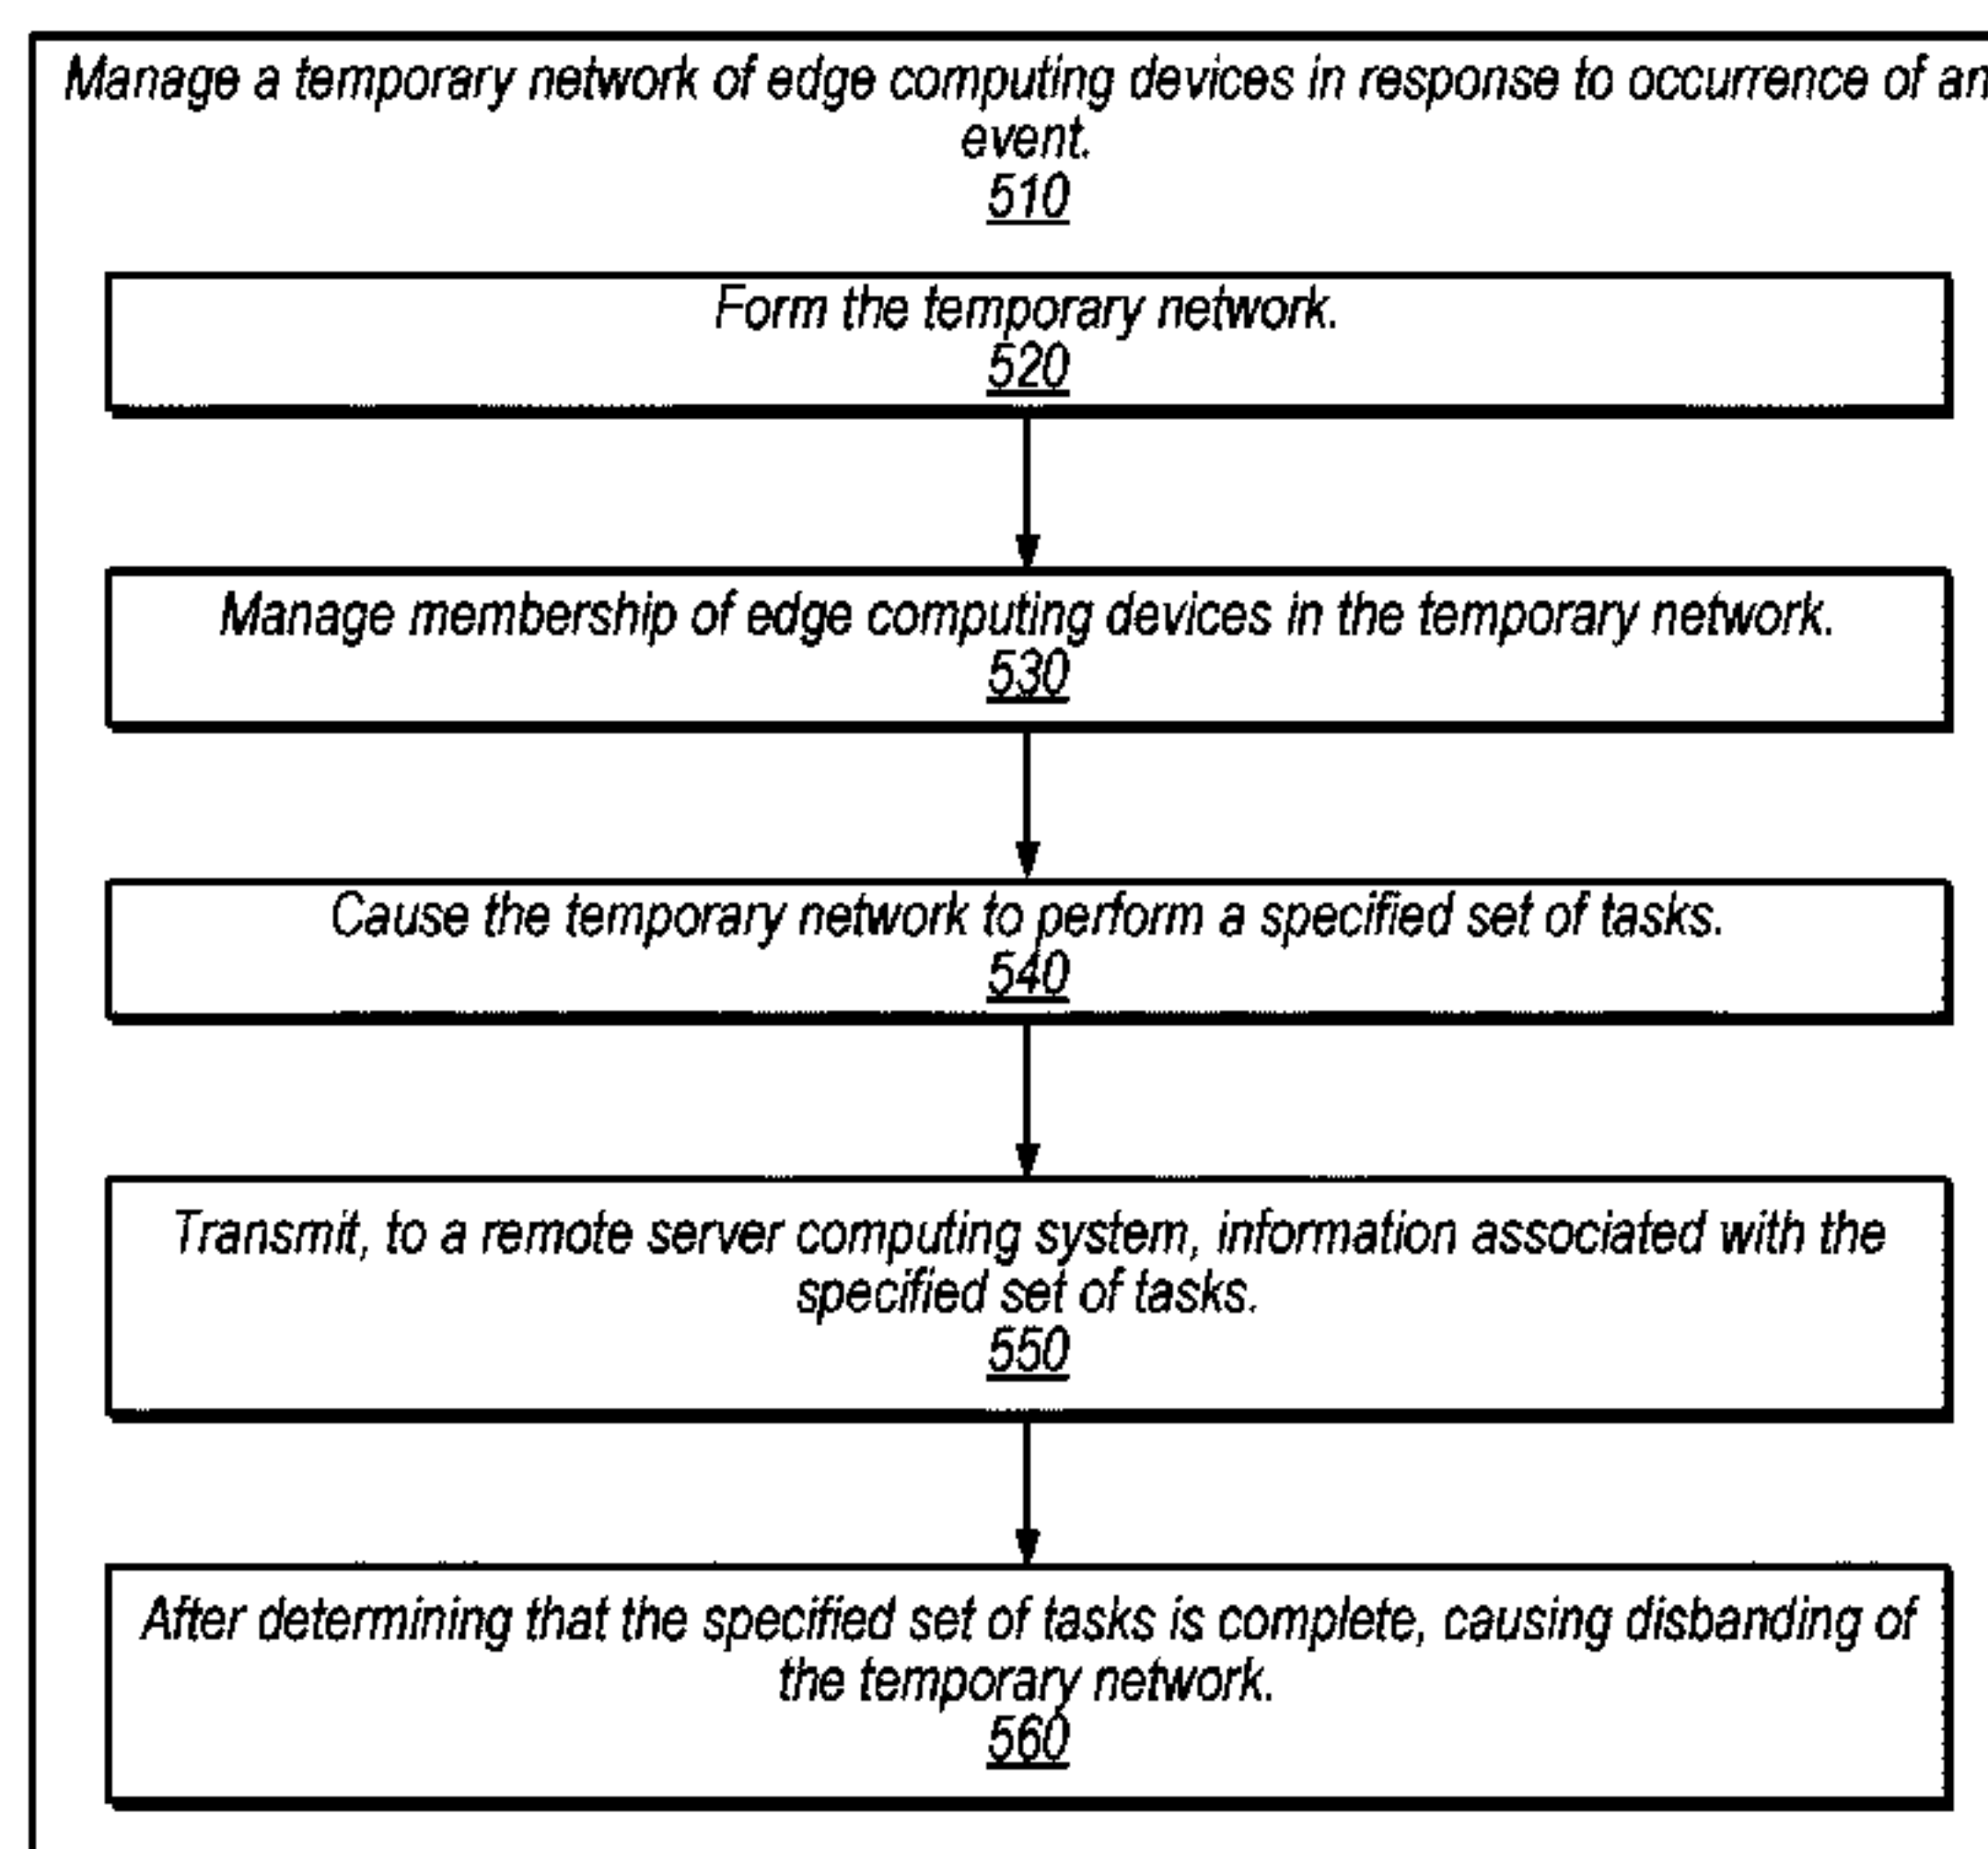 Manage a temporary network of edge computing devices in response to occurrence of an
event.
510
Form the temporary network.
520
Manage membership of edge computing devices in the temporary network.
530
Cause the temporary network to perform a specified set of tasks.
540
Transmit, to a remote server computing system, information associated with the
specified set of tasks.
550
After determining that the specified set of tasks is complete, causing disbanding of
the temporary network.
560